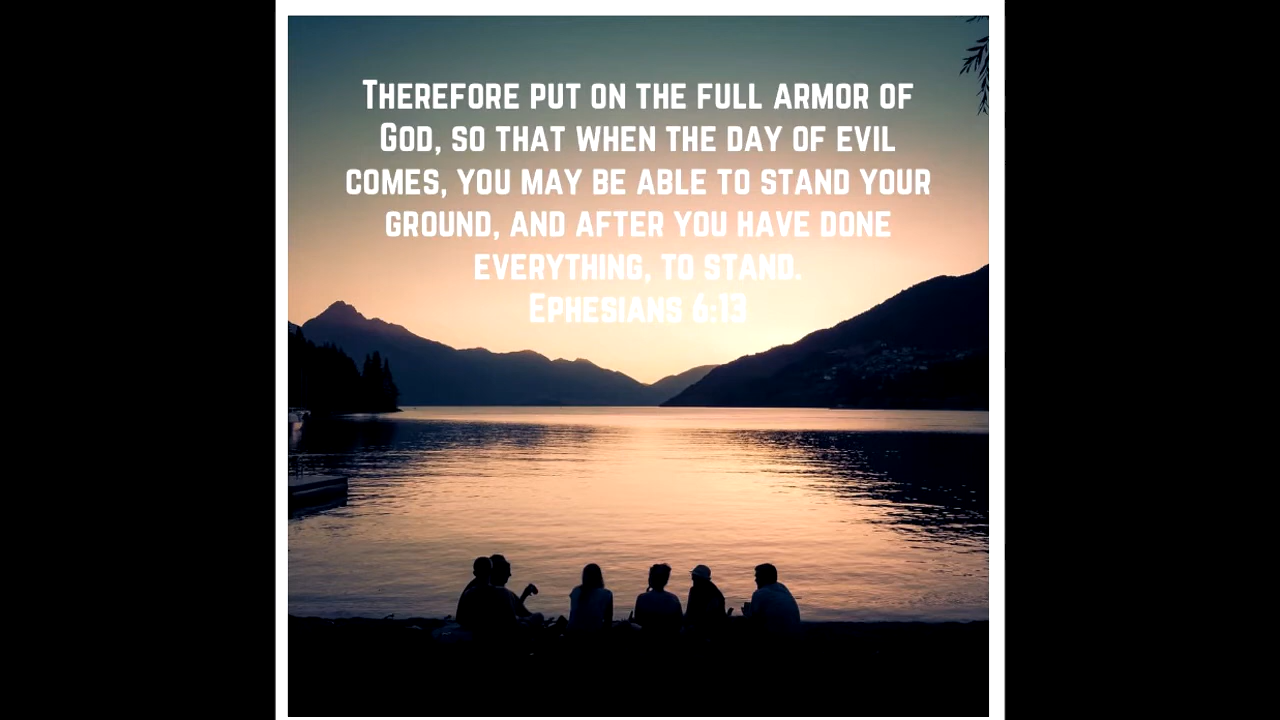 Therefore put on the full armor of
God, so that when the day of evil
comes, you may be able to stand your
ground, and after you have done
everything, to stand.
Ephesians 6:13